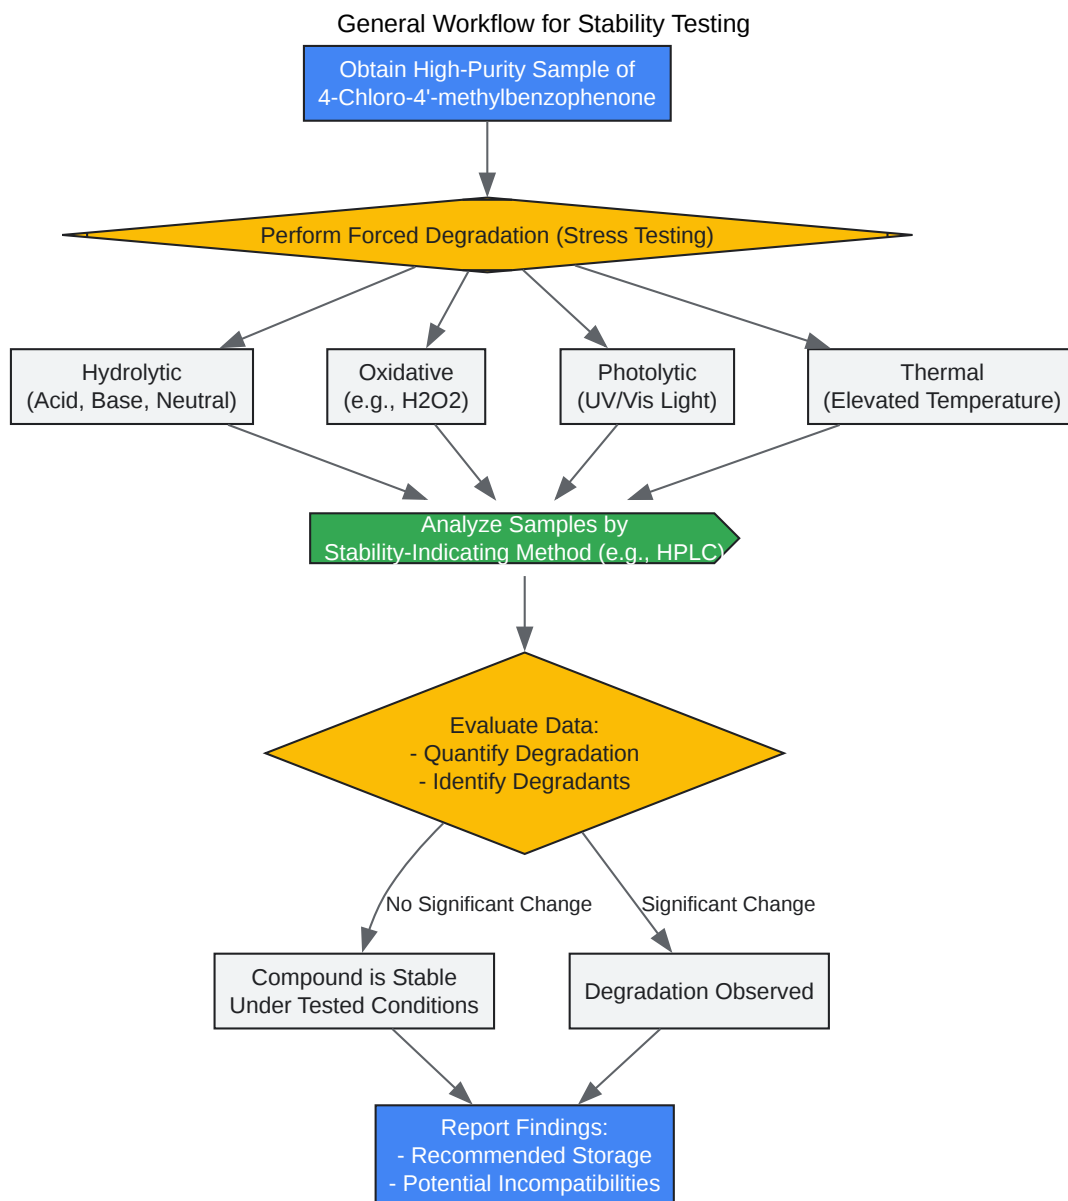 General Workflow for Stability Testing
Obtain High-Purity Sample of
4-Chloro-4'-methylbenzophenone
Perform Forced Degradation (Stress Testing)
Hydrolytic
(Acid, Base, Neutral)
Oxidative
(e.g., H2O2)
Photolytic
(UV/Vis Light)
Thermal
(Elevated Temperature)
Analyze Samples by
Stability-Indicating Method (e.g., HPLC)
Evaluate Data:
- Quantify Degradation
- Identify Degradants
No Significant Change
Significant Change
Compound is Stable
Under Tested Conditions
Degradation Observed
Report Findings:
- Recommended Storage
- Potential Incompatibilities